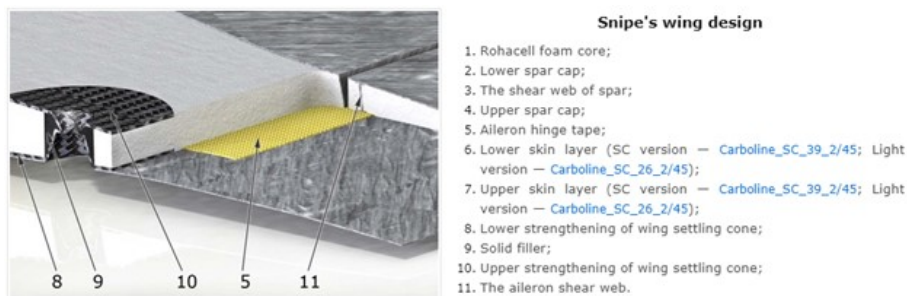 Snipe's wing design
1. Rohacell foam core;
2. Lower spar cap;
3. The shear web of spar;
4. Upper spar cap;
5. Aileron hinge tape;
6. Lower skin layer (SC version — Carboline_SC_39_2/45; Light
version — Carboline_SC_26_2/45);
7. Upper skin layer (SC version — Carboline_SC_39_2/45; Light
version — Carboline_SC_26_2/45);
8. Lower strengthening of wing settling cone;
9. Solid filler;
10. Upper strengthening of wing settling cone;
11. The aileron shear web.
8 9 10 5 11